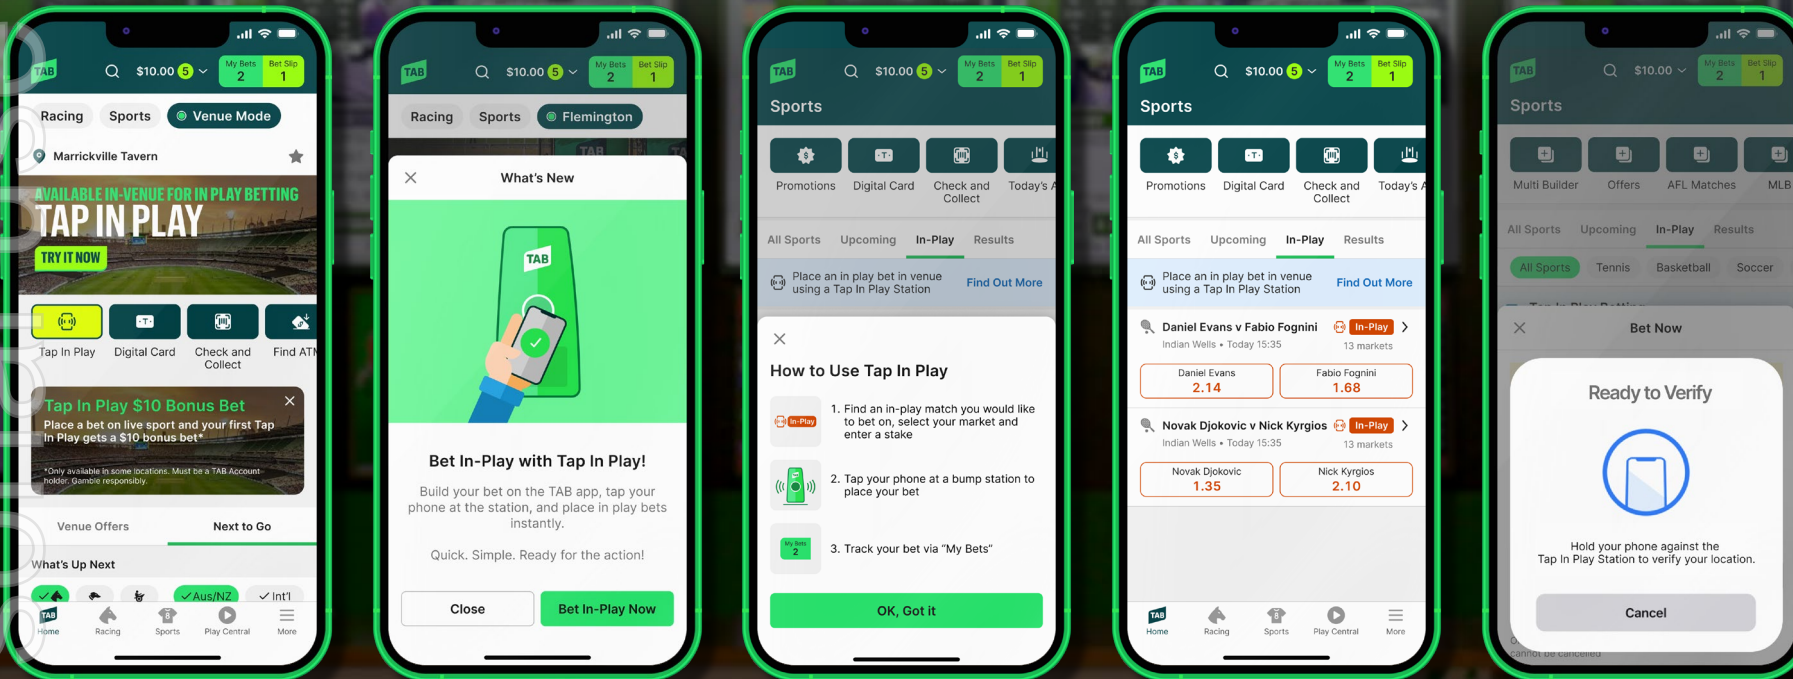 TAB
$10.00 5
My Bets
2
Bet Slip
1
Racing
Sports
Venue Mode
Marrickville Tavern
AVAILABLE IN-VENUE FOR IN PLAY BETTING
TAP IN PLAY
TRY IT NOW
Tap In Play
Digital Card
Check and
Collect
Find ATM
Tap In Play $10 Bonus Bet
Place a bet on live sport and your first Tap
In Play gets a $10 bonus bet*
*Only available in some locations. Must be a TAB Account
holder. Gamble responsibly.
Venue Offers
Next to Go
What's Up Next
Aus/NZ
Int'l
TAB
Home
Racing
8
Sports
Play Central
More
TAB
$10.00 5
My Bets
2
Bet Slip
1
Racing
Sports
Flemington
TAB
What's New
TAB
Bet In-Play with Tap In Play!
Build your bet on the TAB app, tap your
phone at the station, and place in play bets
instantly.
Quick. Simple. Ready for the action!
Close
Bet In-Play Now
TAB
$10.00 5
My Bets
2
Bet Slip
1
Sports
Promotions
Digital Card
Check and
Collect
Today's A
All Sports
Upcoming
In-Play
Results
Place an in play bet in venue
using a Tap In Play Station
Find Out More
How to Use Tap In Play
In-Play
1. Find an in-play match you would like
to bet on, select your market and
enter a stake
2. Tap your phone at a bump station to
place your bet
My Bets
2
3. Track your bet via “My Bets”
OK, Got it
TAB
$10.00 5
My Bets
2
Bet Slip
1
Sports
Promotions
Digital Card
Check and
Collect
Today's A
All Sports
Upcoming
In-Play
Results
Place an in play bet in venue
using a Tap In Play Station
Find Out More
Daniel Evans v Fabio Fognini
In-Play
Indian Wells • Today 15:35
13 markets
Daniel Evans
2.14
Fabio Fognini
1.68
Novak Djokovic v Nick Kyrgios
In-Play
Indian Wells • Today 15:35
13 markets
Novak Djokovic
1.35
Nick Kyrgios
2.10
TAB
Home
Racing
8
Sports
Play Central
More
TAB
$10.00
My Bets
2
Bet Slip
1
Sports
Multi Builder
Offers
AFL Matches
MLB
All Sports
Upcoming
In-Play
Results
All Sports
Tennis
Basketball
Soccer
Tap In Play Betting
Bet Now
Ready to Verify
Hold your phone against the
Tap In Play Station to verify your location.
Cancel
cannot be cancelled